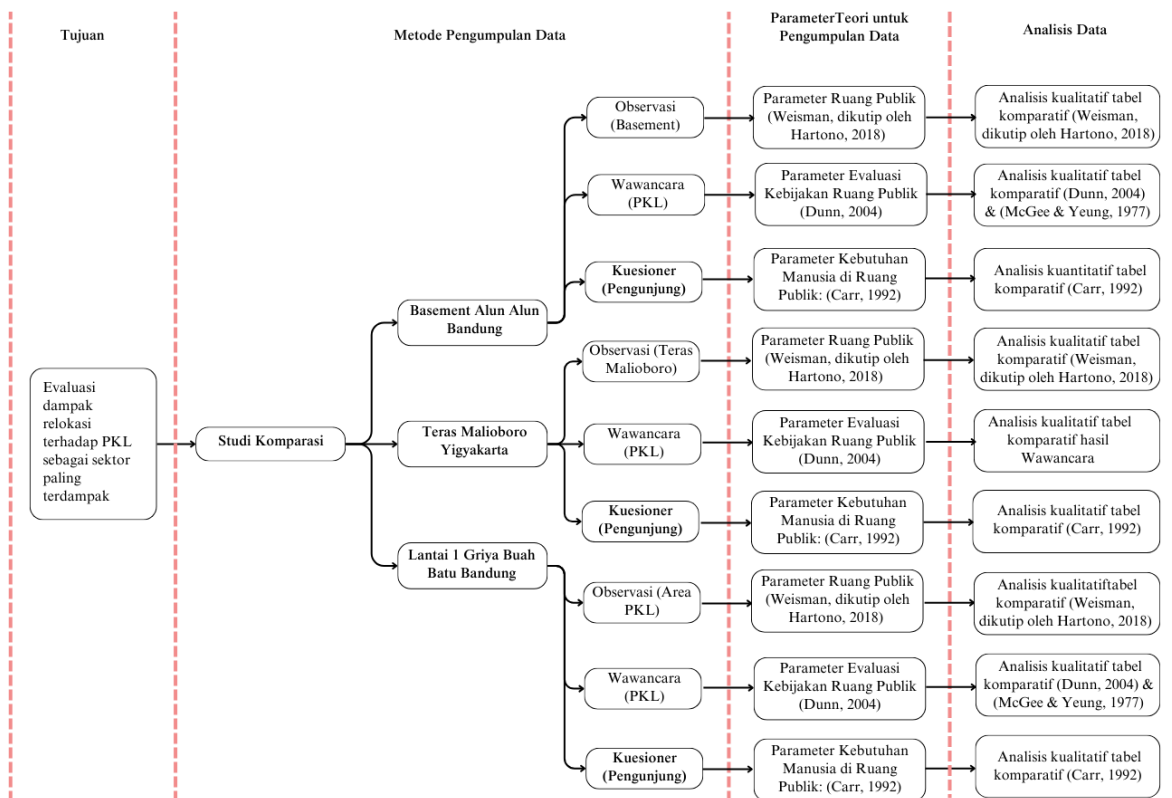 Tujuan
Metode Pengumpulan Data
ParameterTeori untuk
Pengumpulan Data
Analisis Data
Evaluasi
dampak
relokasi
terhadap PKL
sebagai sektor
paling
terdampak
Studi Komparasi
Basement Alun Alun
Bandung
Observasi
(Basement)
Parameter Ruang Publik
(Weisman, dikutip oleh
Hartono, 2018)
Analisis kualitatif tabel
komparatif (Weisman,
dikutip oleh Hartono, 2018)
Wawancara
(PKL)
Parameter Evaluasi
Kebijakan Ruang Publik
(Dunn, 2004)
Analisis kualitatif tabel
komparatif (Dunn, 2004)
& (McGee & Yeung, 1977)
Kuesioner
(Pengunjung)
Parameter Kebutuhan
Manusia di Ruang
Publik: (Carr, 1992)
Analisis kuantitatif tabel
komparatif (Carr, 1992)
Teras Malioboro
Yigyakarta
Observasi (Teras
Malioboro)
Parameter Ruang Publik
(Weisman, dikutip oleh
Hartono, 2018)
Analisis kualitatif tabel
komparatif (Weisman,
dikutip oleh Hartono, 2018)
Wawancara
(PKL)
Parameter Evaluasi
Kebijakan Ruang Publik
(Dunn, 2004)
Analisis kualitatif tabel
komparatif hasil
Wawancara
Kuesioner
(Pengunjung)
Parameter Kebutuhan
Manusia di Ruang
Publik: (Carr, 1992)
Analisis kualitatif tabel
komparatif (Carr, 1992)
Lantai 1 Griya Buah
Batu Bandung
Observasi (Area
PKL)
Parameter Ruang Publik
(Weisman, dikutip oleh
Hartono, 2018)
Analisis kualitatiftabel
komparatif (Weisman,
dikutip oleh Hartono, 2018)
Wawancara
(PKL)
Parameter Evaluasi
Kebijakan Ruang Publik
(Dunn, 2004)
Analisis kualitatif tabel
komparatif (Dunn, 2004) &
(McGee & Yeung, 1977)
Kuesioner
(Pengunjung)
Parameter Kebutuhan
Manusia di Ruang
Publik: (Carr, 1992)
Analisis kualitatif tabel
komparatif (Carr, 1992)